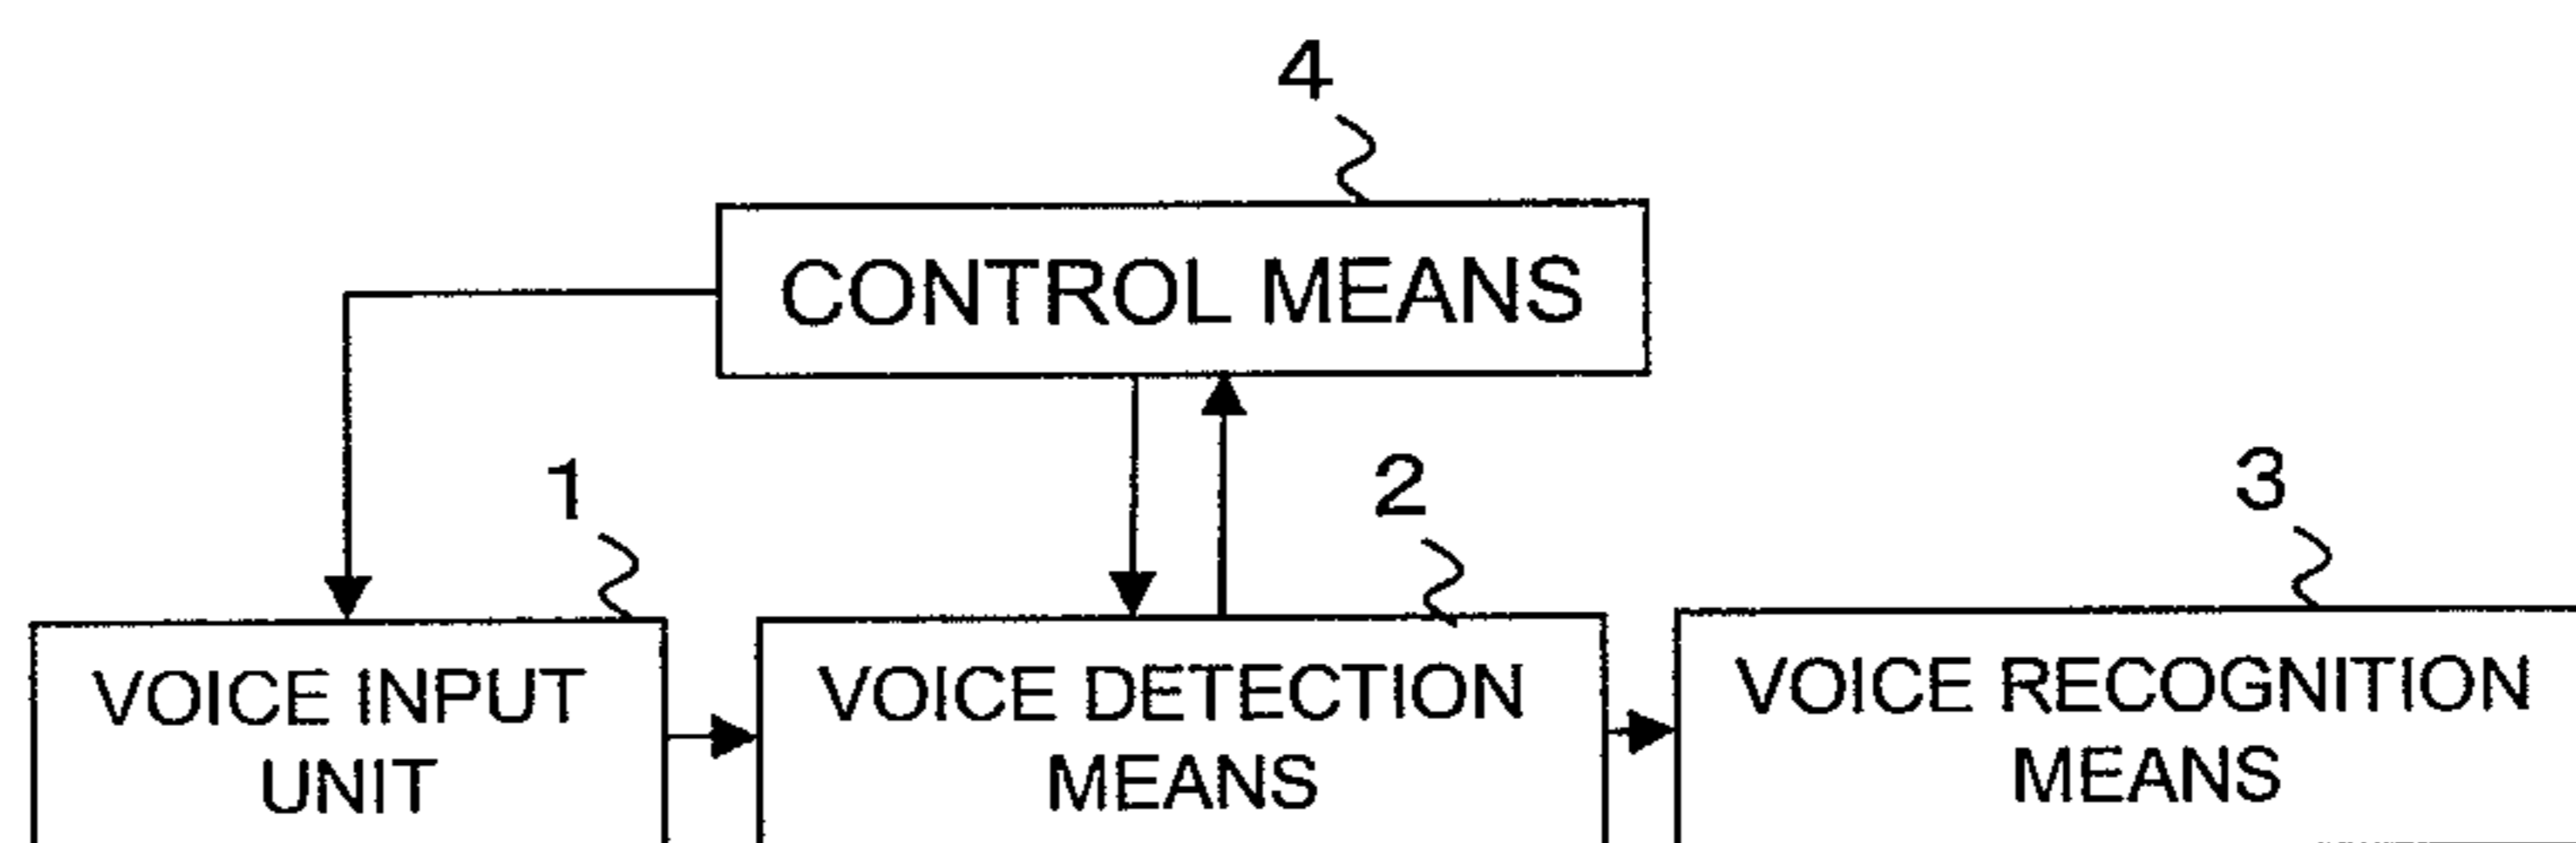 4
CONTROL MEANS
1
2
3
VOICE INPUT
UNIT
VOICE DETECTION
MEANS
VOICE RECOGNITION
MEANS